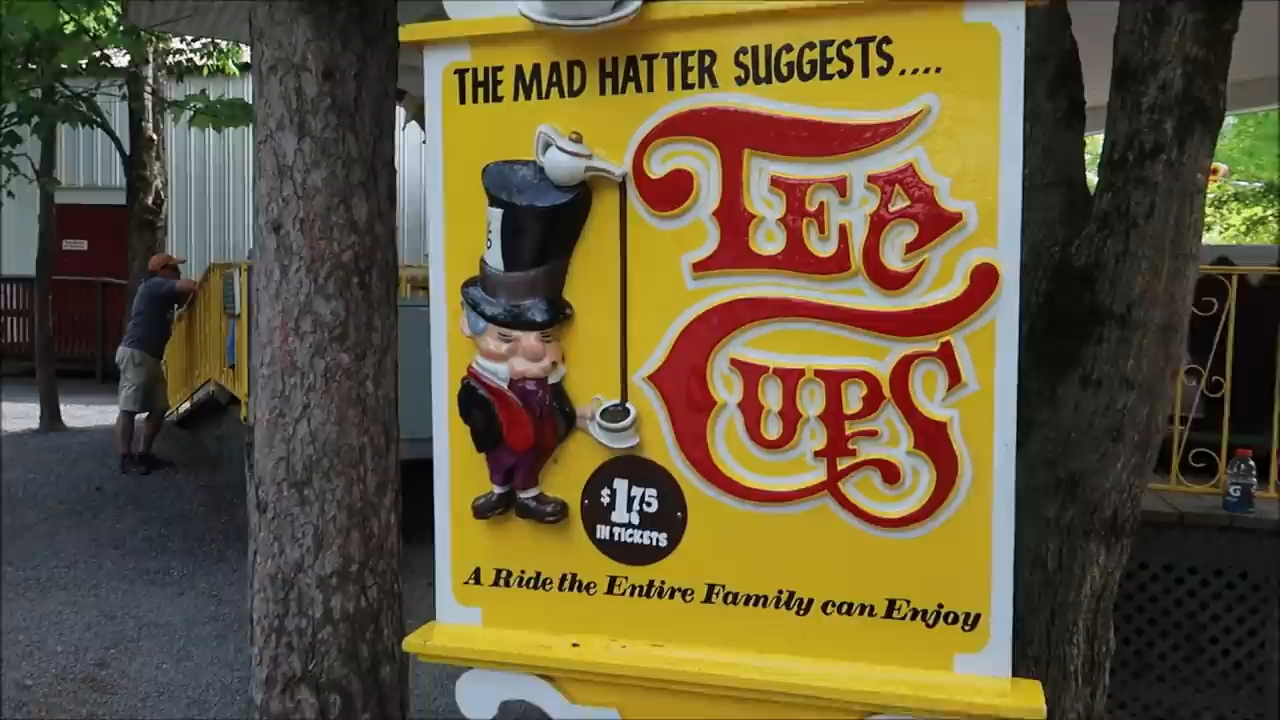 THE MAD HATTER SUGGESTS....
TEA
CUPS
$1.75
IN TICKETS
A Ride the Entire Family can Enjoy
G